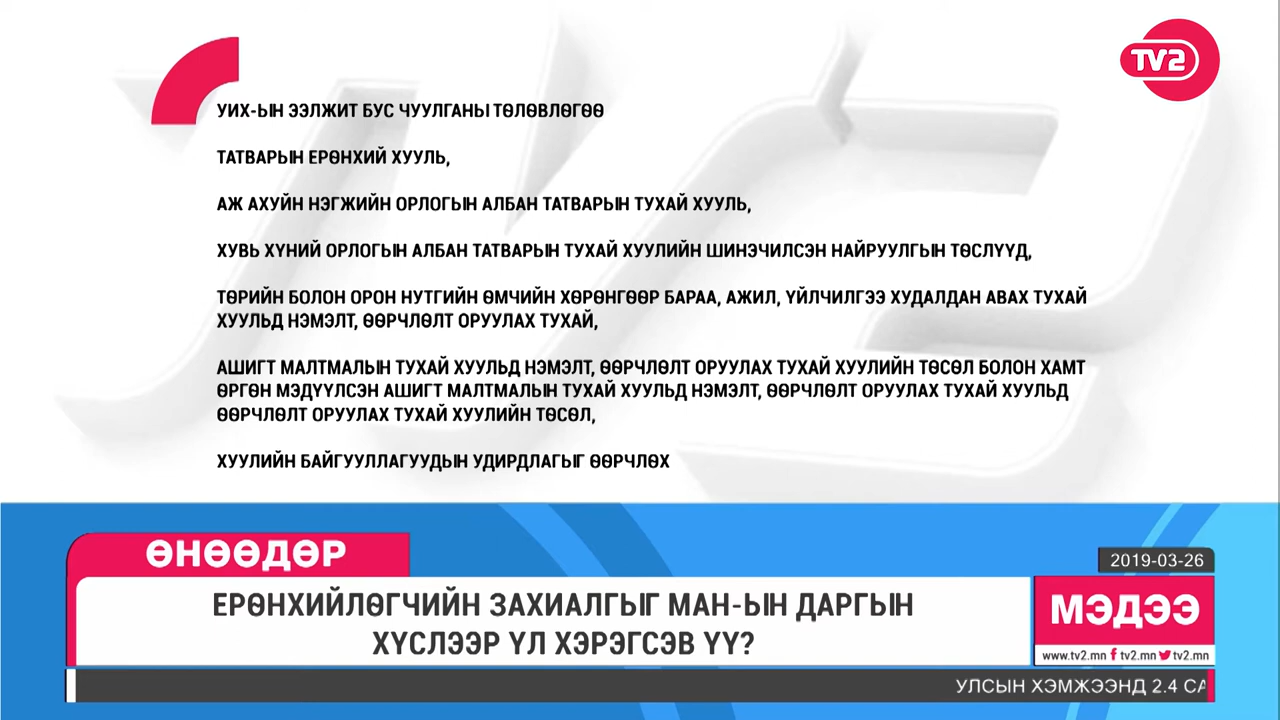 TV2
УИХ-ЫН ЭЭЛЖИТ БУС ЧУУЛГАНЫ ТӨЛӨВЛӨГӨӨ
ТАТВАРЫН ЕРӨНХИЙ ХУУЛЬ,
АЖ АХУЙН НЭГЖИЙН ОРЛОГЫН АЛБАН ТАТВАРЫН ТУХАЙ ХУУЛЬ,
ХУВЬ ХҮНИЙ ОРЛОГЫН АЛБАН ТАТВАРЫН ТУХАЙ ХУУЛИЙН ШИНЭЧИЛСЭН НАЙРУУЛГЫН ТӨСЛҮҮД,
ТӨРИЙН БОЛОН ОРОН НУТГИЙН ӨМЧИЙН ХӨРӨНГӨӨР БАРАА, АЖИЛ, ҮЙЛЧИЛГЭЭ ХУДАЛДАН АВАХ ТУХАЙ
ХУУЛЬД НЭМЭЛТ, ӨӨРЧЛӨЛТ ОРУУЛАХ ТУХАЙ,
АШИГТ МАЛТМАЛЫН ТУХАЙ ХУУЛЬД НЭМЭЛТ, ӨӨРЧЛӨЛТ ОРУУЛАХ ТУХАЙ ХУУЛИЙН ТӨСӨЛ БОЛОН ХАМТ
ӨРГӨН МЭДҮҮЛСЭН АШИГТ МАЛТМАЛЫН ТУХАЙ ХУУЛЬД НЭМЭЛТ, ӨӨРЧЛӨЛТ ОРУУЛАХ ТУХАЙ ХУУЛЬД
ӨӨРЧЛӨЛТ ОРУУЛАХ ТУХАЙ ХУУЛИЙН ТӨСӨЛ,
ХУУЛИЙН БАЙГУУЛЛАГУУДЫН УДИРДЛАГЫГ ӨӨРЧЛӨХ
ӨНӨӨДӨР
2019-03-26
ЕРӨНХИЙЛӨГЧИЙН ЗАХИАЛГЫГ МАН-ЫН ДАРГЫН
ХҮСЛЭЭР ҮЛ ХЭРЭГСЭВ ҮҮ?
МЭДЭЭ
www.tv2.mn tv2.mn tv2.mn
УЛСЫН ХЭМЖЭЭНД 2.4